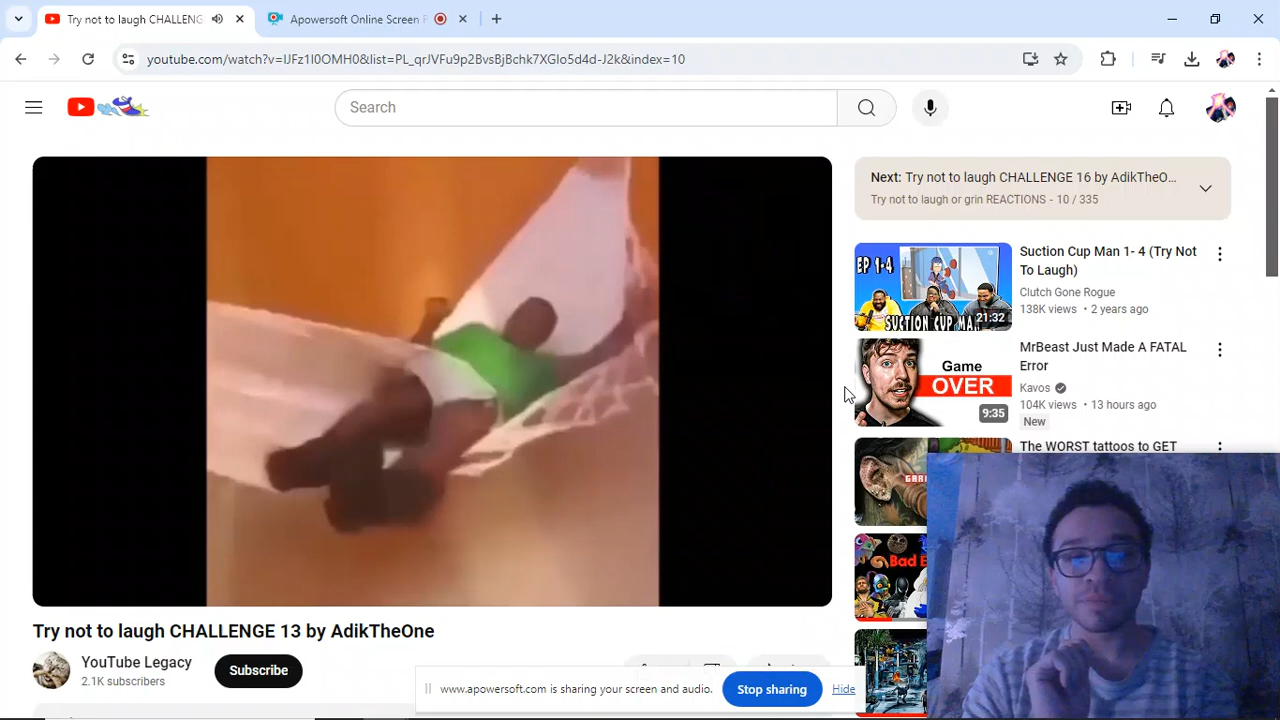 Try not to laugh CHALLENGE
Apowersoft Online Screen R
youtube.com/watch?v=IJFz1I0OMH0&list=PL_qrJVFu9p2BvsBjBchk7XGlo5d4d-J2k&index=10
Search
Next: Try not to laugh CHALLENGE 16 by AdikTheO...
Try not to laugh or grin REACTIONS - 10 / 335
EP 1-4
SUCTION CUP MAN
21:32
Suction Cup Man 1- 4 (Try Not
To Laugh)
Clutch Gone Rogue
138K views • 2 years ago
Game
OVER
9:35
MrBeast Just Made A FATAL
Error
Kavos
104K views • 13 hours ago
New
The WORST tattoos to GET
Try not to laugh CHALLENGE 13 by AdikTheOne
YouTube Legacy
2.1K subscribers
Subscribe
www.apowersoft.com is sharing your screen and audio.
Stop sharing
Hide